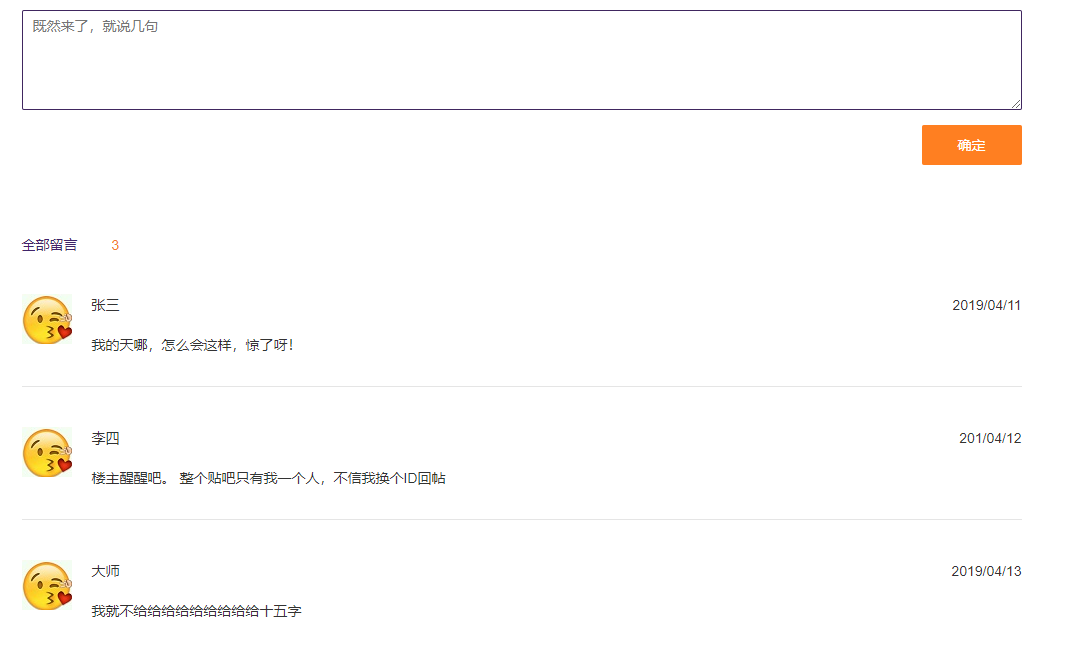 既然来了，就说几句
确定
全部留言 3
张三 2019/04/11
我的天哪，怎么会这样，惊了呀！
李四 201/04/12
楼主醒醒吧。 整个贴吧只有我一个人，不信我换个ID回帖
大师 2019/04/13
我就不给给给给给给给给给十五字